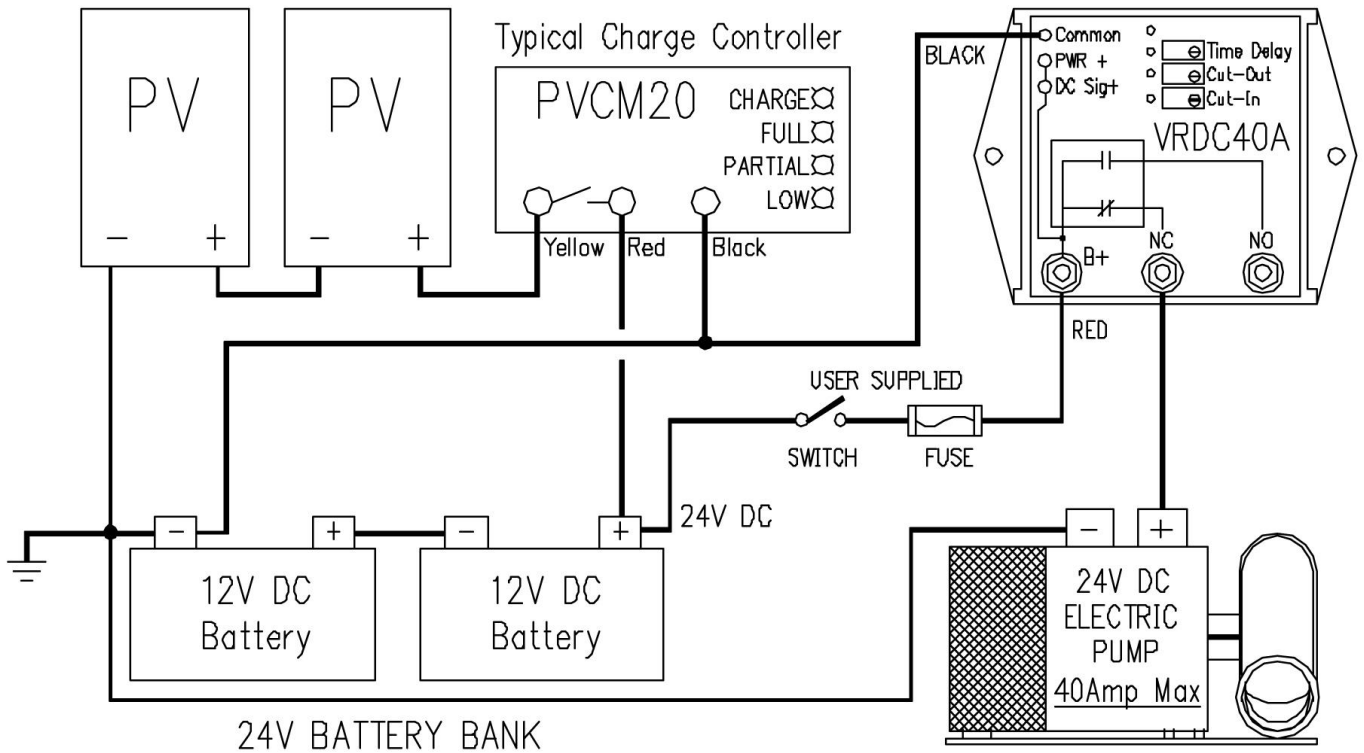 PV
PV
Typical Charge Controller
PVCM20
CHARGE
FULL
PARTIAL
LOW
Yellow
Red
Black
BLACK
Common
PWR +
DC Sig+
Time Delay
Cut-Out
Cut-In
VRDC40A
- +
- +
B+
NC
NO
RED
USER SUPPLIED
SWITCH
FUSE
24V DC
- +
- +
- +
12V DC
Battery
12V DC
Battery
24V DC
ELECTRIC
PUMP
40Amp Max
24V BATTERY BANK